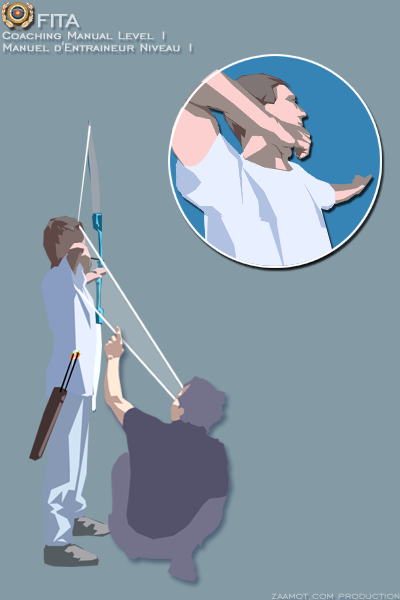 FITA
Coaching Manual Level 1
Manuel d'Entraineur Niveau 1
ZAAMOT.COM PRODUCTION